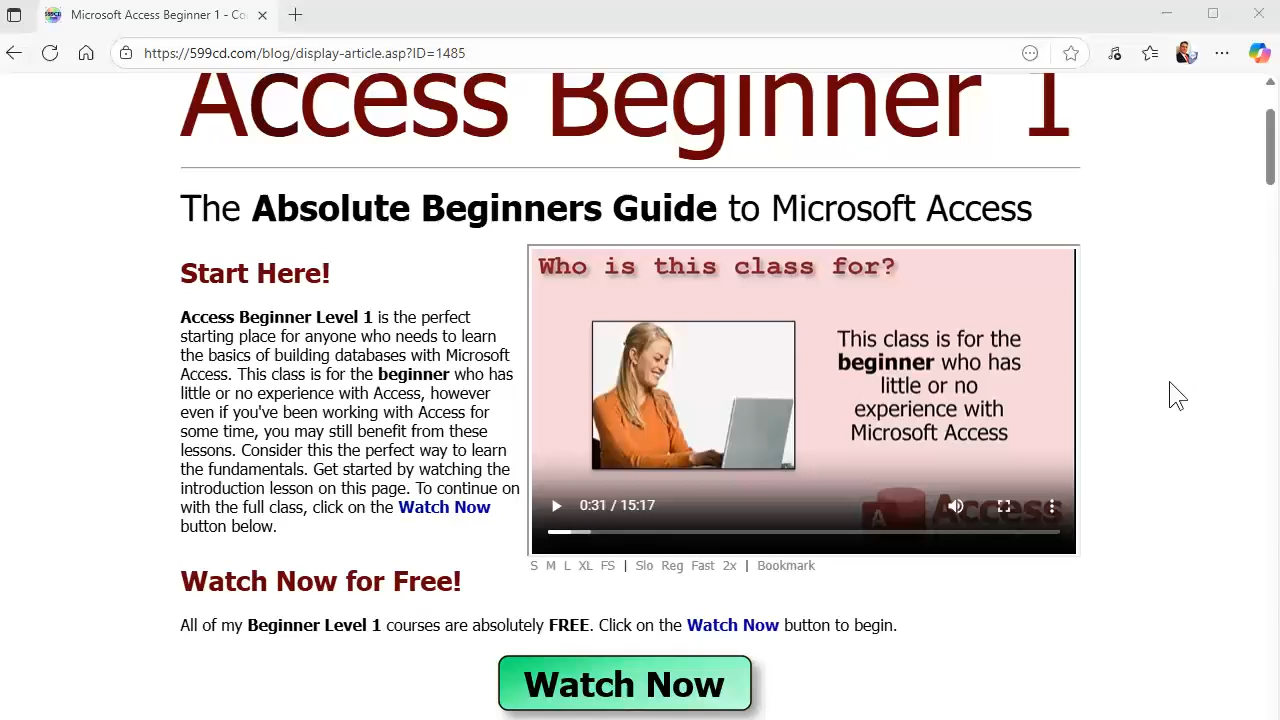 Microsoft Access Beginner 1 - Co
https://599cd.com/blog/display-article.asp?ID=1485
Access Beginner 1
The Absolute Beginners Guide to Microsoft Access
Start Here!
Access Beginner Level 1 is the perfect
starting place for anyone who needs to learn
the basics of building databases with Microsoft
Access. This class is for the beginner who has
little or no experience with Access, however
even if you've been working with Access for
some time, you may still benefit from these
lessons. Consider this the perfect way to learn
the fundamentals. Get started by watching the
introduction lesson on this page. To continue on
with the full class, click on the Watch Now
button below.
Who is this class for?
This class is for the
beginner who has
little or no
experience with
Microsoft Access
A Access
0:31 / 15:17
S M L XL FS | Slo Reg Fast 2x | Bookmark
Watch Now for Free!
All of my Beginner Level 1 courses are absolutely FREE. Click on the Watch Now button to begin.
Watch Now